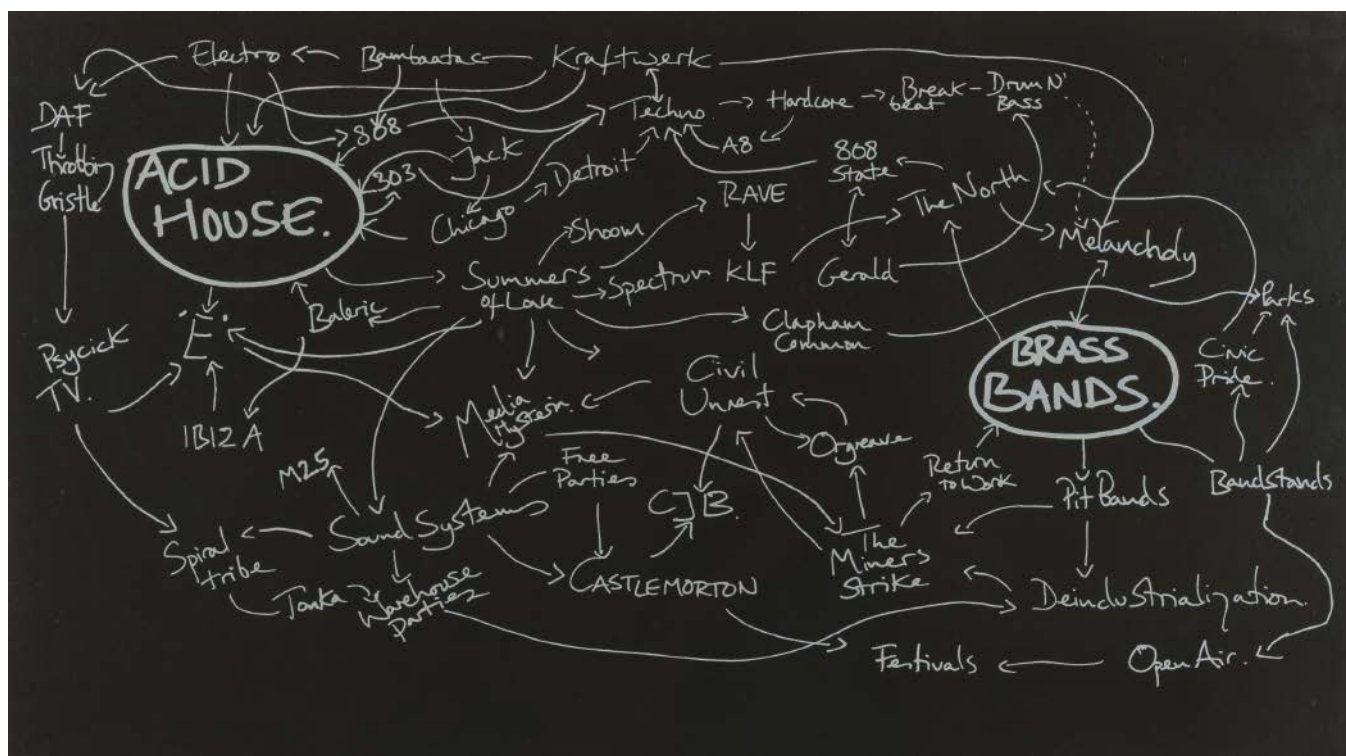 Electro
Bambaataa
Kraftwerk
DAF
Throbbin
Gristle
808
Techno
Hardcore
Break
beat
Drum N'
Bass
ACID
HOUSE.
303
Jack
Detroit
A8
808
State
Chicago
Shoom
RAVE
The North
Melancholy
Summers
of Love
Spectrum
KLF
Gerald
Baleric
Clapham
Common
Parks
Psycick
TV.
.E.
IBIZA
Media
Hysteria.
Civil
Unrest
BRASS
BANDS.
Civic
Pride.
Orgreave
M25
Free
Parties
Return
to Work
Pit Bands
Bandstands
Sound Systems
CJB.
Spiral
tribe
The
Miners
Strike
Tonka
Warehouse
Parties
CASTLEMORTON
Deindustrialization
Festivals
Open Air.